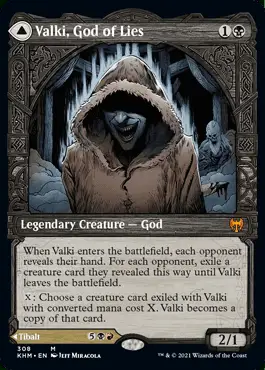 Valki, God of Lies 1
Legendary Creature — God
When Valki enters the battlefield, each opponent
reveals their hand. For each opponent, exile a
creature card they revealed this way until Valki
leaves the battlefield.
X: Choose a creature card exiled with Valki
with converted mana cost X. Valki becomes a
copy of that card.
Tibalt 5
2/1
308 M
KHM • EN Jeff Miracola
™ & © 2021 Wizards of the Coast